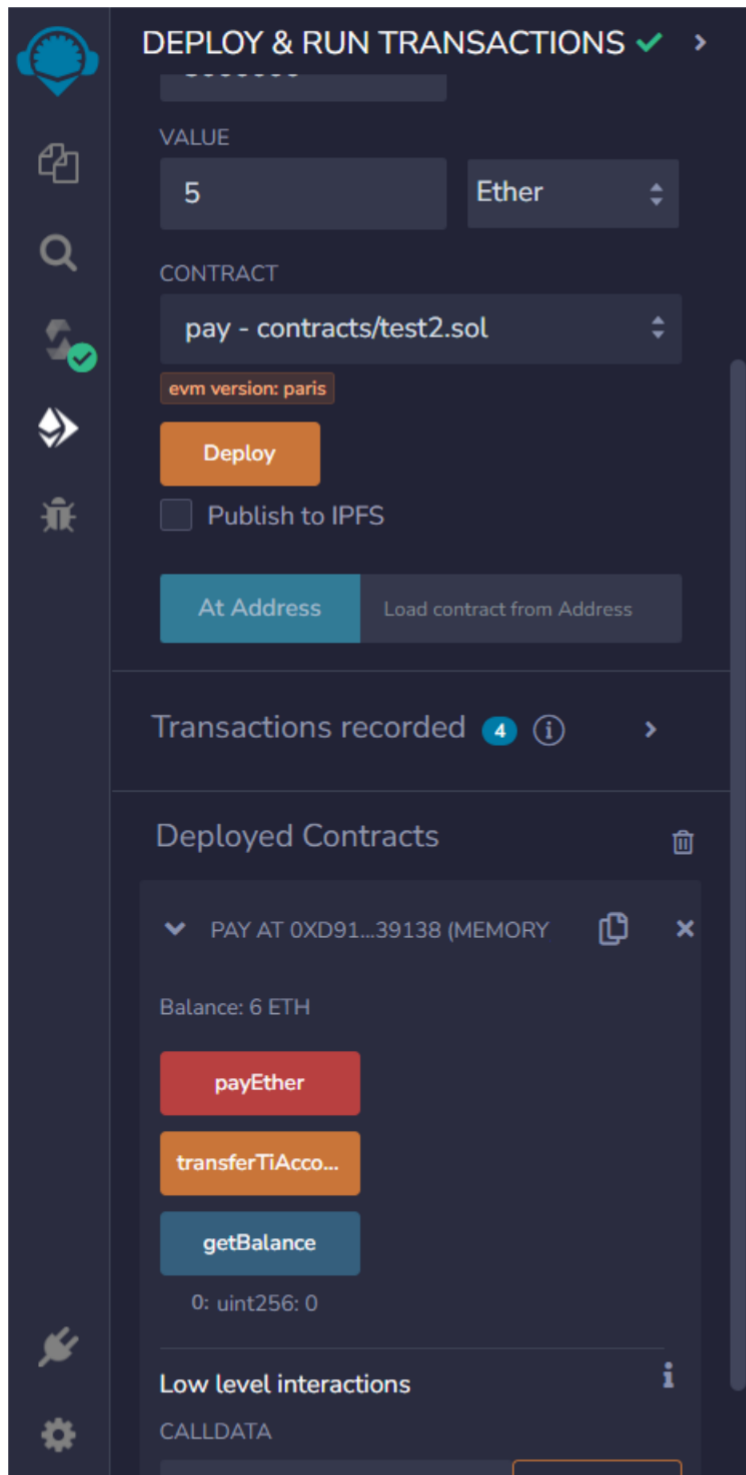 DEPLOY & RUN TRANSACTIONS
VALUE
5
Ether
CONTRACT
pay - contracts/test2.sol
evm version: paris
Deploy
Publish to IPFS
At Address
Load contract from Address
Transactions recorded 4
Deployed Contracts
PAY AT 0XD91...39138 (MEMORY
Balance: 6 ETH
payEther
transferTiAcco...
getBalance
0: uint256: 0
Low level interactions
CALLDATA